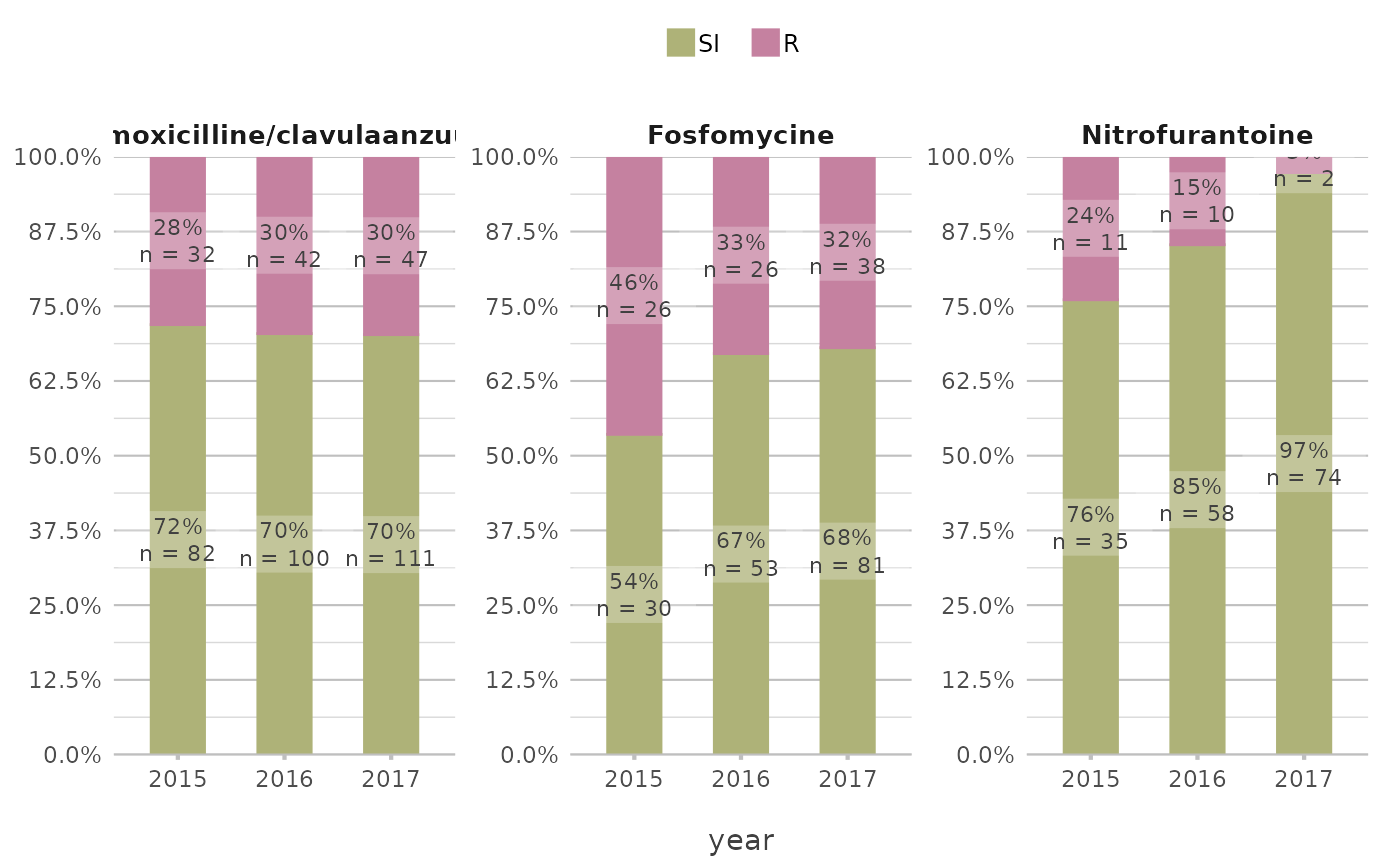 SI R
moxicilline/clavulaanzuu
100.0%
87.5%
75.0%
62.5%
50.0%
37.5%
25.0%
12.5%
0.0%
28%
n = 32
30%
n = 42
30%
n = 47
72%
n = 82
70%
n = 100
70%
n = 111
2015 2016 2017
Fosfomycine
100.0%
87.5%
75.0%
62.5%
50.0%
37.5%
25.0%
12.5%
0.0%
46%
n = 26
33%
n = 26
32%
n = 38
54%
n = 30
67%
n = 53
68%
n = 81
2015 2016 2017
Nitrofurantoine
100.0%
87.5%
75.0%
62.5%
50.0%
37.5%
25.0%
12.5%
0.0%
24%
n = 11
15%
n = 10
n = 2
76%
n = 35
85%
n = 58
97%
n = 74
2015 2016 2017
year